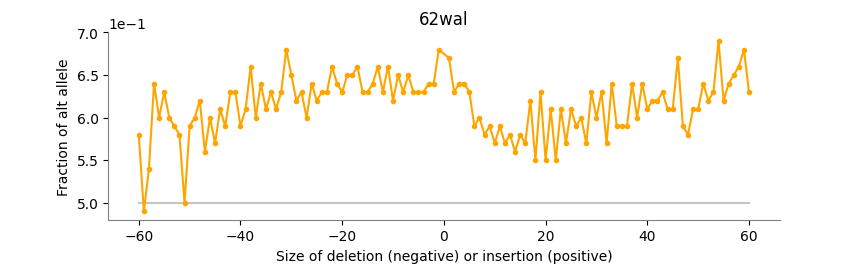 62wal
1e−1
7.0
6.5
6.0
5.5
5.0
Fraction of alt allele
−60 −40 −20 0 20 40 60
Size of deletion (negative) or insertion (positive)